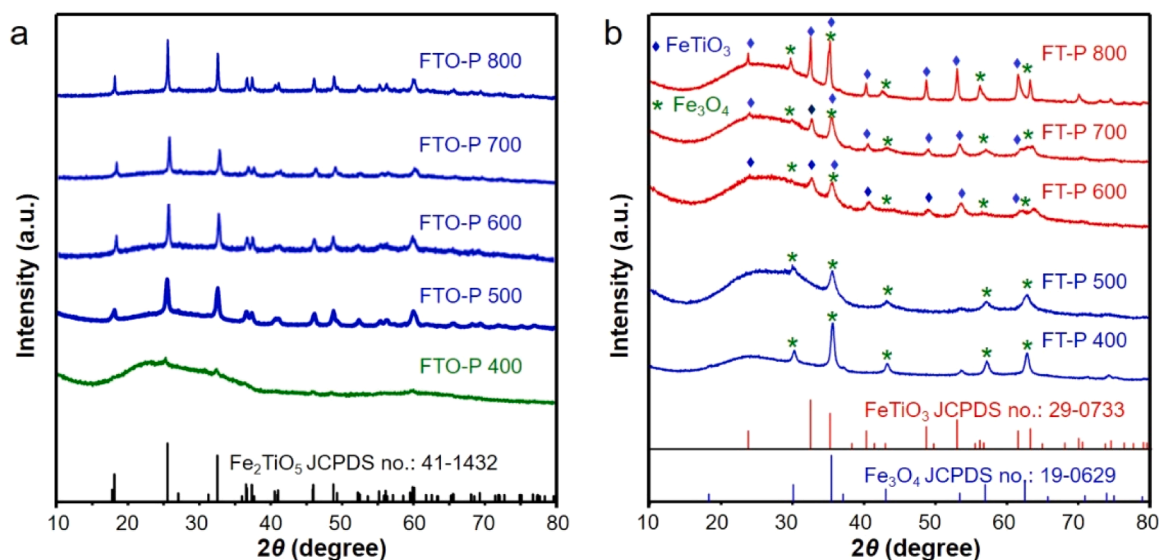 a
FTO-P 800
FTO-P 700
FTO-P 600
FTO-P 500
FTO-P 400
Fe₂TiO₅ JCPDS no.: 41-1432
Intensity (a.u.)
10 20 30 40 50 60 70 80
2θ (degree)
b
♦ FeTiO₃
* Fe₃O₄
FT-P 800
FT-P 700
FT-P 600
FT-P 500
FT-P 400
FeTiO₃ JCPDS no.: 29-0733
Fe₃O₄ JCPDS no.: 19-0629
Intensity (a.u.)
10 20 30 40 50 60 70 80
2θ (degree)